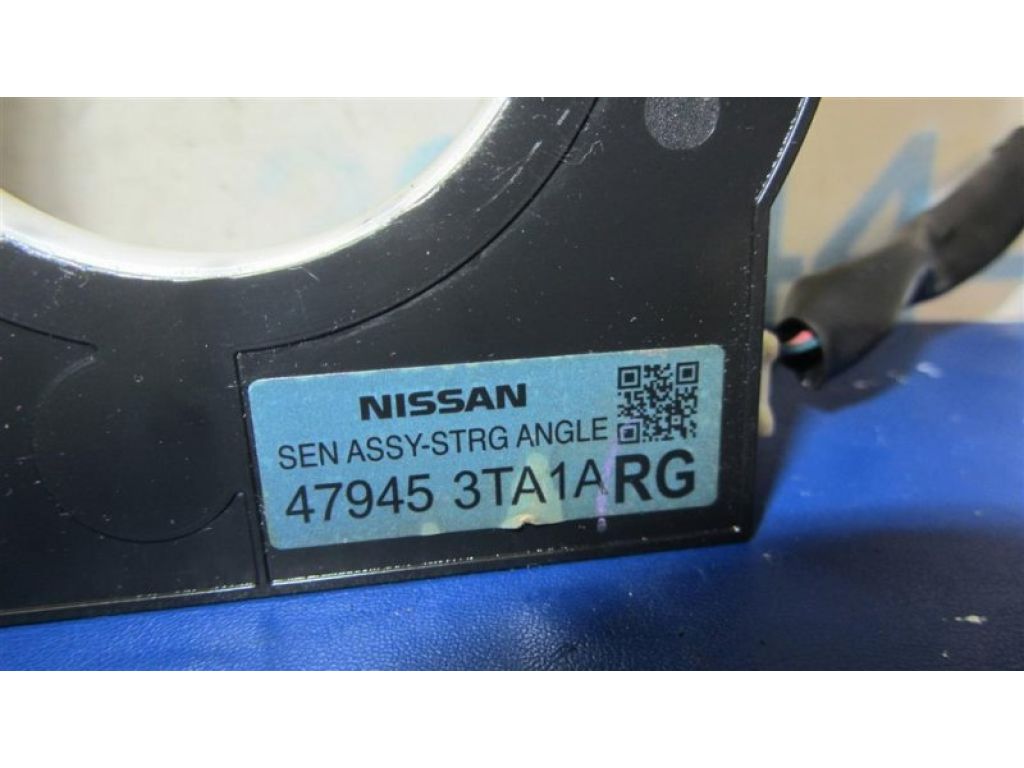 NISSAN
SEN ASSY-STRG ANGLE
47945 3TA1A RG